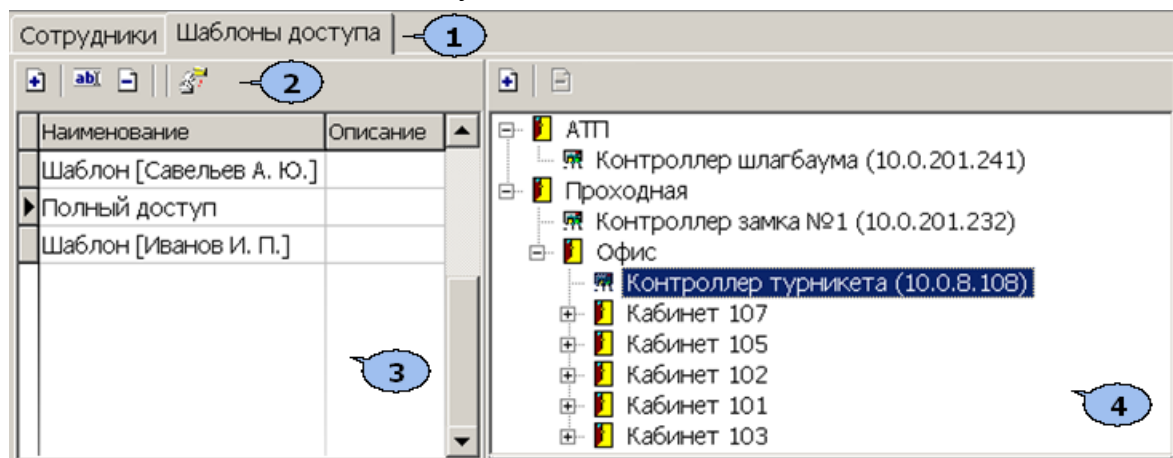 Сотрудники Шаблоны доступа 1
abI 2
Наименование Описание
Шаблон [Савельев А. Ю.]
Полный доступ
Шаблон [Иванов И. П.]
3
АТП
Контроллер шлагбаума (10.0.201.241)
Проходная
Контроллер замка №1 (10.0.201.232)
Офис
Контроллер турникета (10.0.8.108)
Кабинет 107
Кабинет 105
Кабинет 102
Кабинет 101
Кабинет 103
4